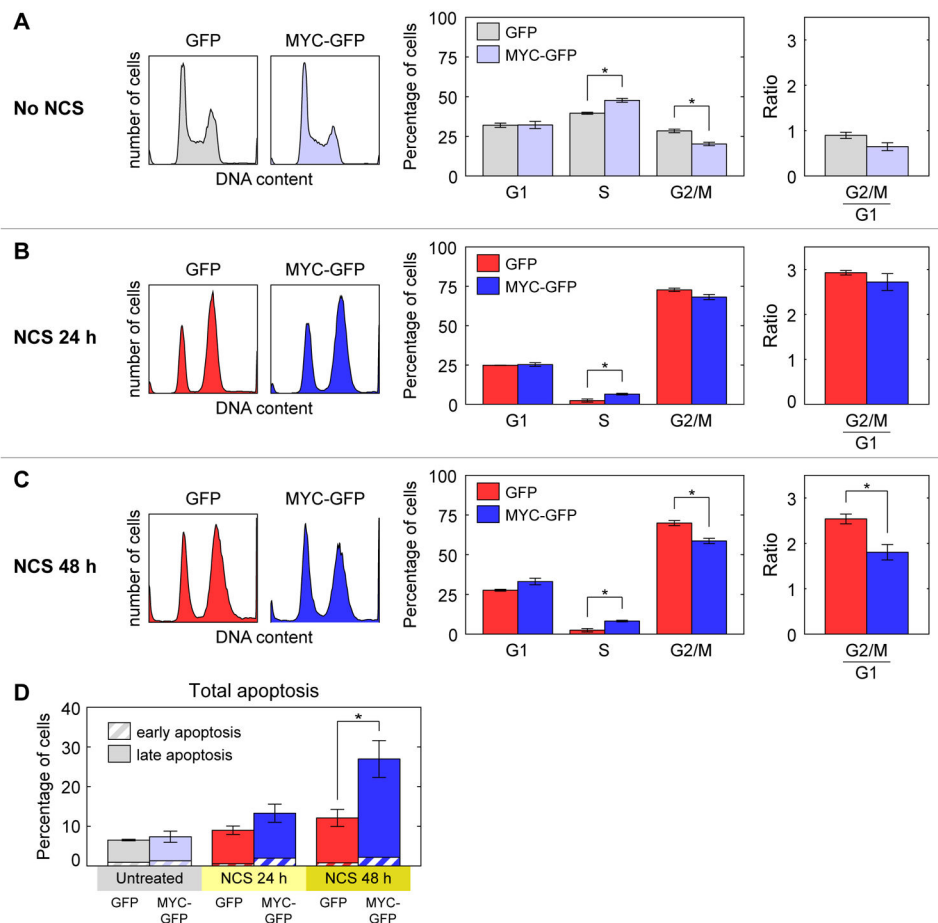 A
No NCS
GFP
MYC-GFP
number of cells
DNA content
Percentage of cells
100
75
50
25
0
GFP
MYC-GFP
*
*
G1
S
G2/M
Ratio
3
2
1
0
G2/M
G1
B
NCS 24 h
GFP
MYC-GFP
number of cells
DNA content
Percentage of cells
100
75
50
25
0
GFP
MYC-GFP
*
G1
S
G2/M
Ratio
3
2
1
0
G2/M
G1
C
NCS 48 h
GFP
MYC-GFP
number of cells
DNA content
Percentage of cells
100
75
50
25
0
GFP
MYC-GFP
*
*
G1
S
G2/M
Ratio
3
2
1
0
*
G2/M
G1
D
Total apoptosis
Percentage of cells
40
30
20
10
0
early apoptosis
late apoptosis
*
Untreated
NCS 24 h
NCS 48 h
GFP
MYC-
GFP
GFP
MYC-
GFP
GFP
MYC-
GFP